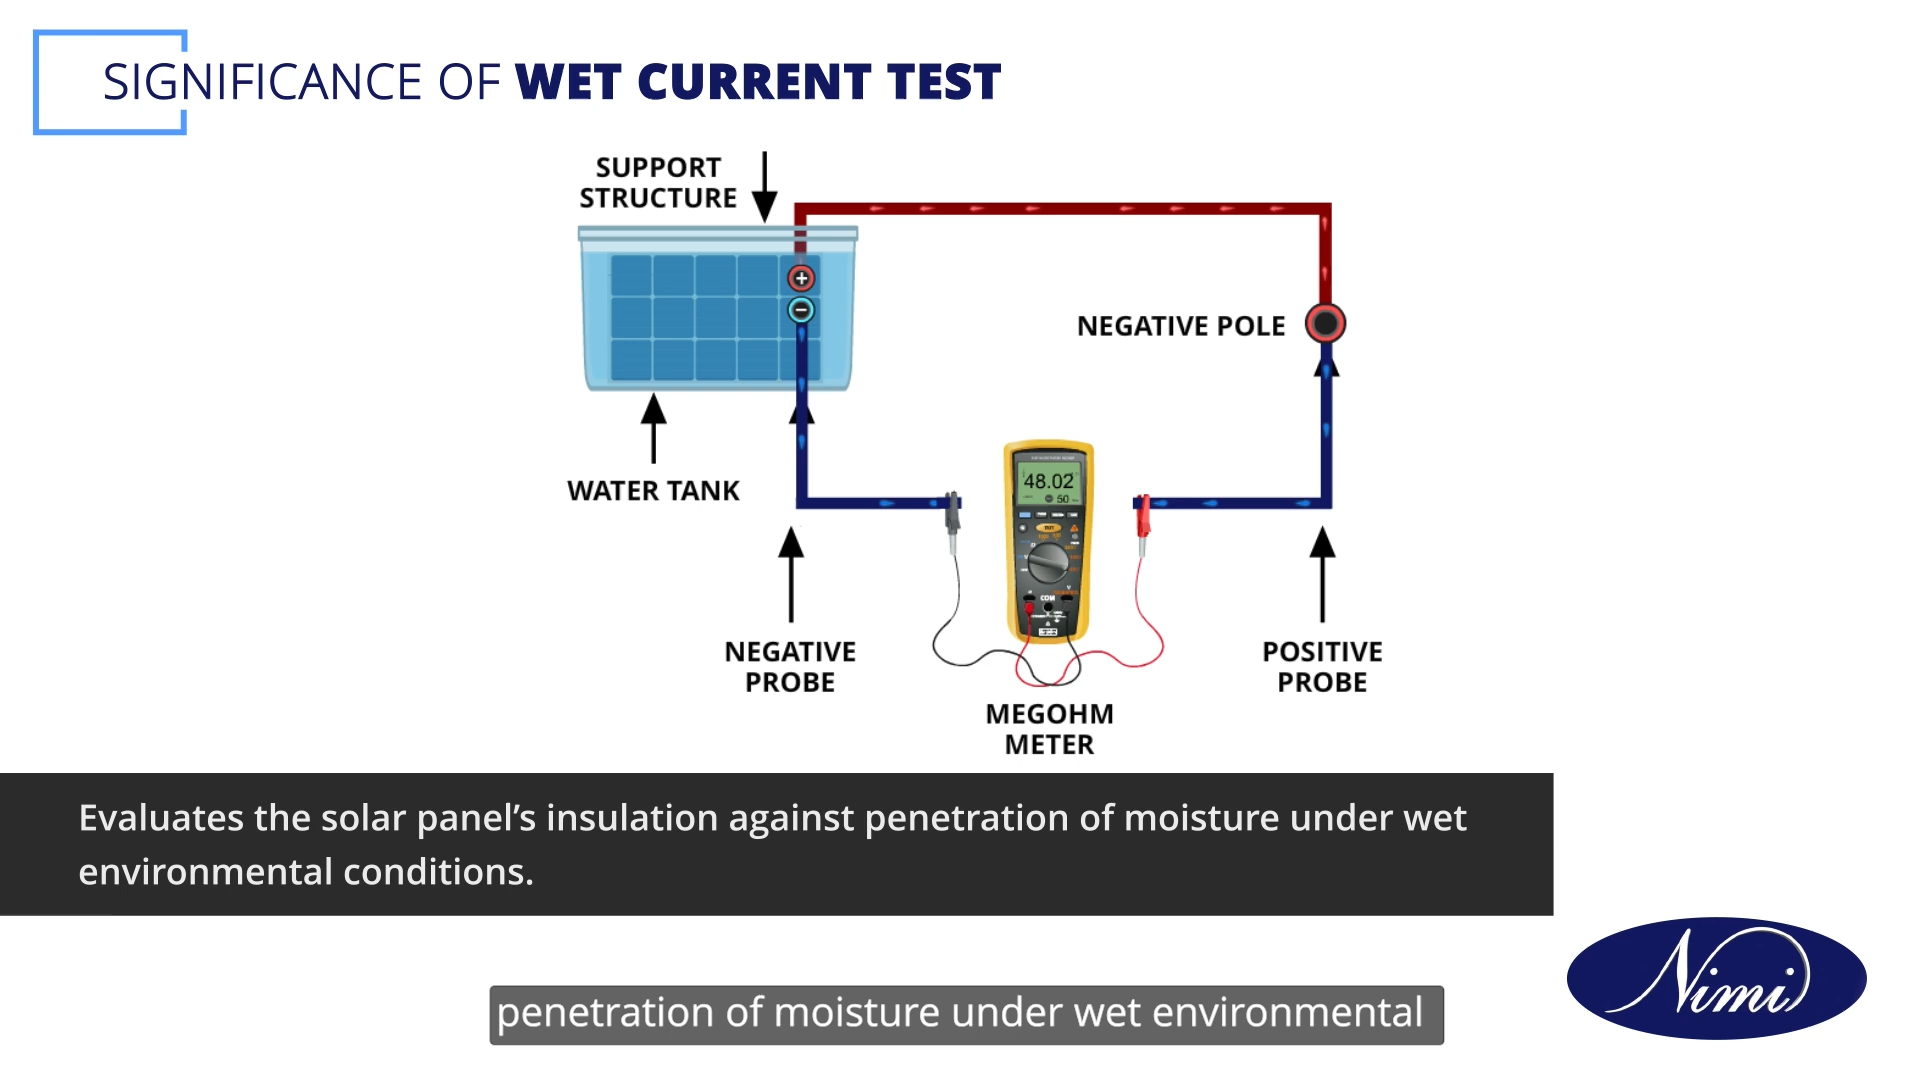 SIGNIFICANCE OF WET CURRENT TEST
SUPPORT
STRUCTURE
+
−
NEGATIVE POLE
WATER TANK
48.02
50
COM
NEGATIVE
PROBE
POSITIVE
PROBE
MEGOHM
METER
Evaluates the solar panel’s insulation against penetration of moisture under wet
environmental conditions.
Nimi
penetration of moisture under wet environmental